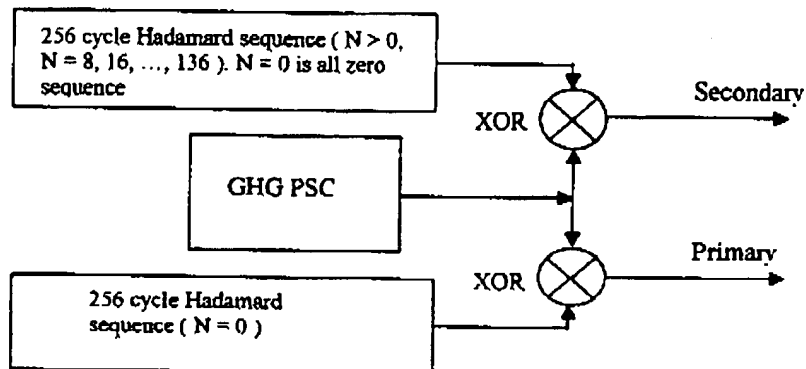 256 cycle Hadamard sequence ( N > 0,
N = 8, 16, ..., 136 ). N = 0 is all zero
sequence
XOR
Secondary
GHG PSC
XOR
Primary
256 cycle Hadamard
sequence ( N = 0 )